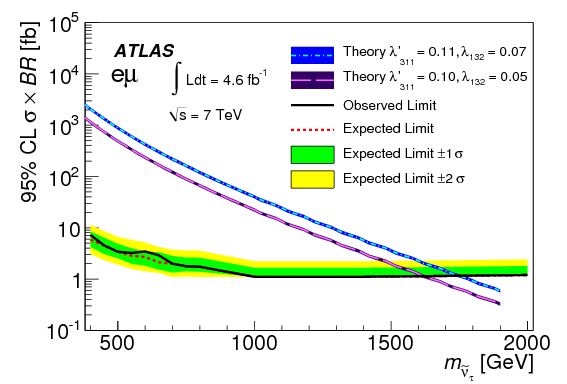 10⁵
10⁴
10³
10²
10
1
10⁻¹
95% CL σ × BR [fb]
ATLAS
eμ
∫ Ldt = 4.6 fb⁻¹
√s = 7 TeV
Theory λ'₃₁₁ = 0.11, λ₁₃₂ = 0.07
Theory λ'₃₁₁ = 0.10, λ₁₃₂ = 0.05
Observed Limit
Expected Limit
Expected Limit ±1 σ
Expected Limit ±2 σ
500 1000 1500 2000
m_ν̃_τ [GeV]